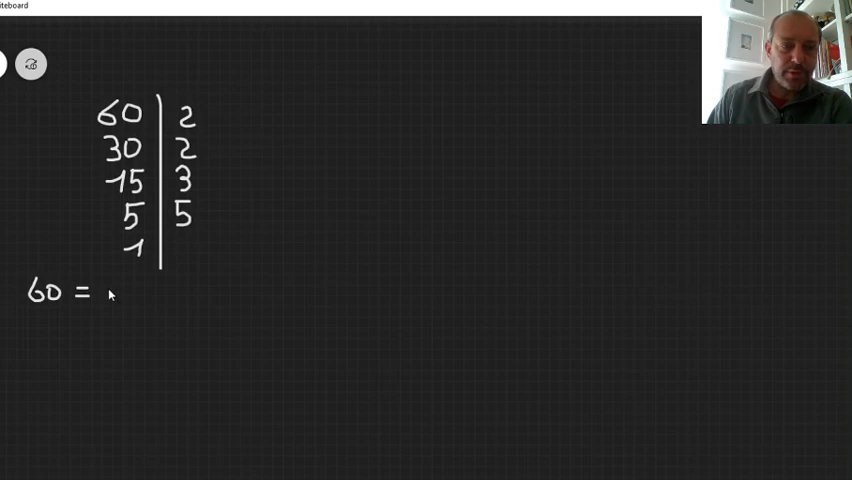 iteboard
60 | 2
30 | 2
15 | 3
5 | 5
1 |
60 =